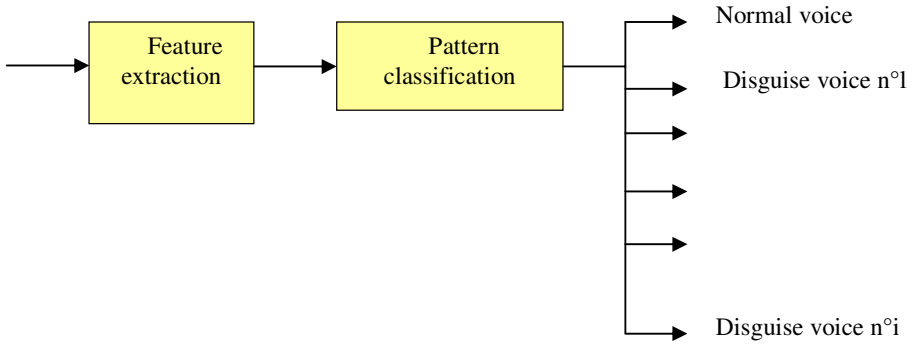 Feature
extraction
Pattern
classification
Normal voice
Disguise voice n°1
Disguise voice n°i